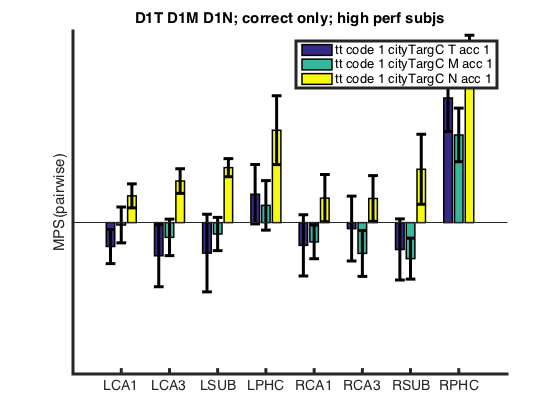 D1T D1M D1N; correct only; high perf subjs
tt code 1 cityTargC T acc 1
tt code 1 cityTargC M acc 1
tt code 1 cityTargC N acc 1
MPS(pairwise)
LCA1 LCA3 LSUB LPHC RCA1 RCA3 RSUB RPHC